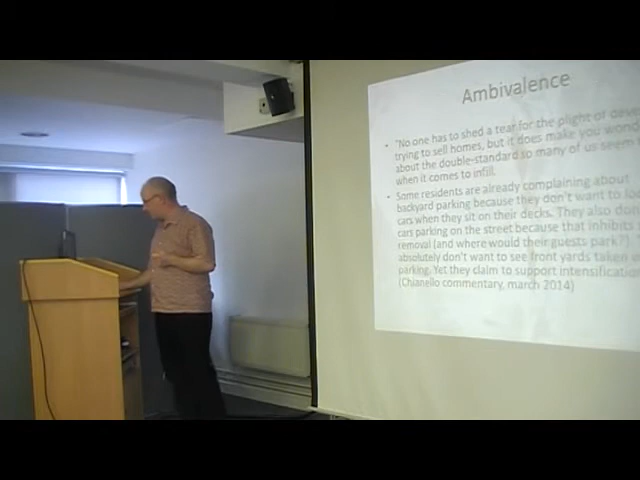 Ambivalence
• "No one has to shed a tear for the plight of deve
trying to sell homes, but it does make you wond
about the double-standard so many of us seem
when it comes to infill.
• Some residents are already complaining about
backyard parking because they don't want to
cars when they sit on their decks. They also don
cars parking on the street because that inhibits
removal (and where would their guests park?)
absolutely don't want to see front yards taken
parking. Yet they claim to support intensificatio
(Chianello commentary, march 2014)